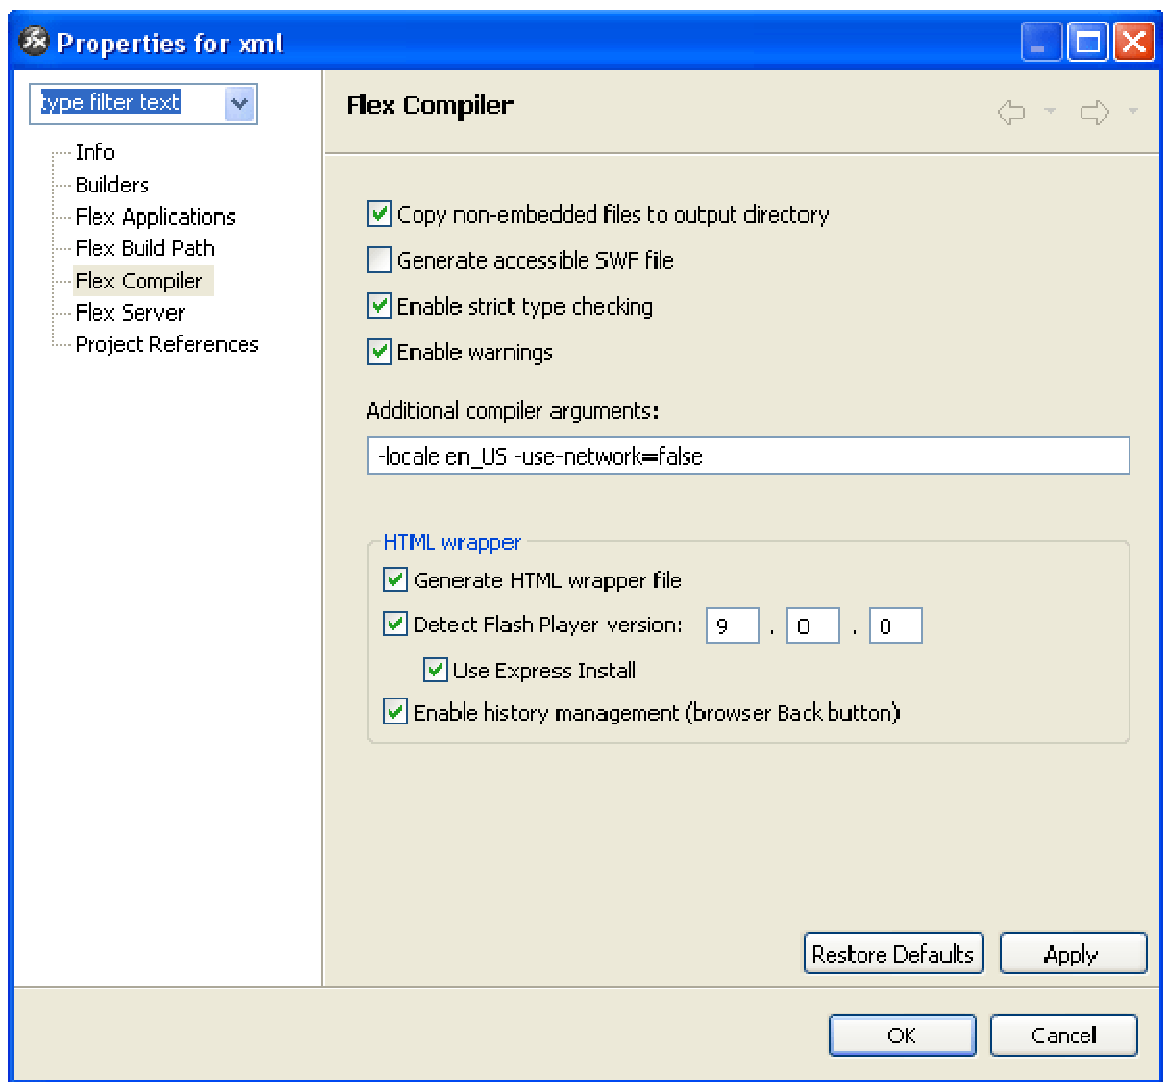 Properties for xml
type filter text
Info
Builders
Flex Applications
Flex Build Path
Flex Compiler
Flex Server
Project References
Flex Compiler
Copy non-embedded files to output directory
Generate accessible SWF file
Enable strict type checking
Enable warnings
Additional compiler arguments:
-locale en_US -use-network=false
HTML wrapper
Generate HTML wrapper file
Detect Flash Player version: 9 . 0 . 0
Use Express Install
Enable history management (browser Back button)
Restore Defaults Apply
OK Cancel